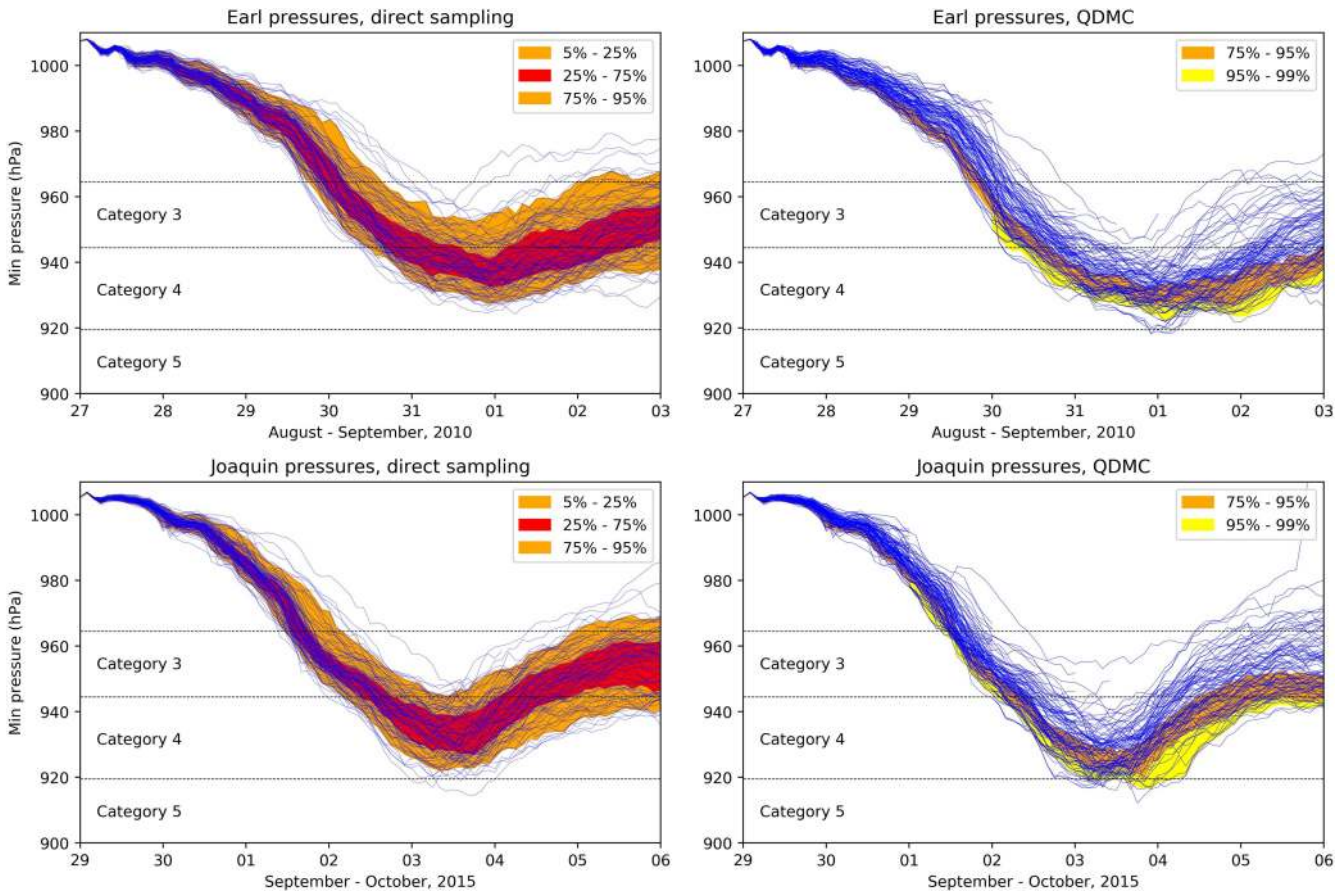 Earl pressures, direct sampling
Min pressure (hPa)
1000
980
960
940
920
900
5% - 25%
25% - 75%
75% - 95%
Category 3
Category 4
Category 5
27 28 29 30 31 01 02 03
August - September, 2010
Earl pressures, QDMC
1000
980
960
940
920
900
75% - 95%
95% - 99%
Category 3
Category 4
Category 5
27 28 29 30 31 01 02 03
August - September, 2010
Joaquin pressures, direct sampling
Min pressure (hPa)
1000
980
960
940
920
900
5% - 25%
25% - 75%
75% - 95%
Category 3
Category 4
Category 5
29 30 01 02 03 04 05 06
September - October, 2015
Joaquin pressures, QDMC
1000
980
960
940
920
900
75% - 95%
95% - 99%
Category 3
Category 4
Category 5
29 30 01 02 03 04 05 06
September - October, 2015